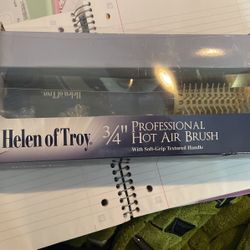 Helen of Troy
Helen of Troy® 3/4" PROFESSIONAL
HOT AIR BRUSH
With Soft-Grip Textured Handle